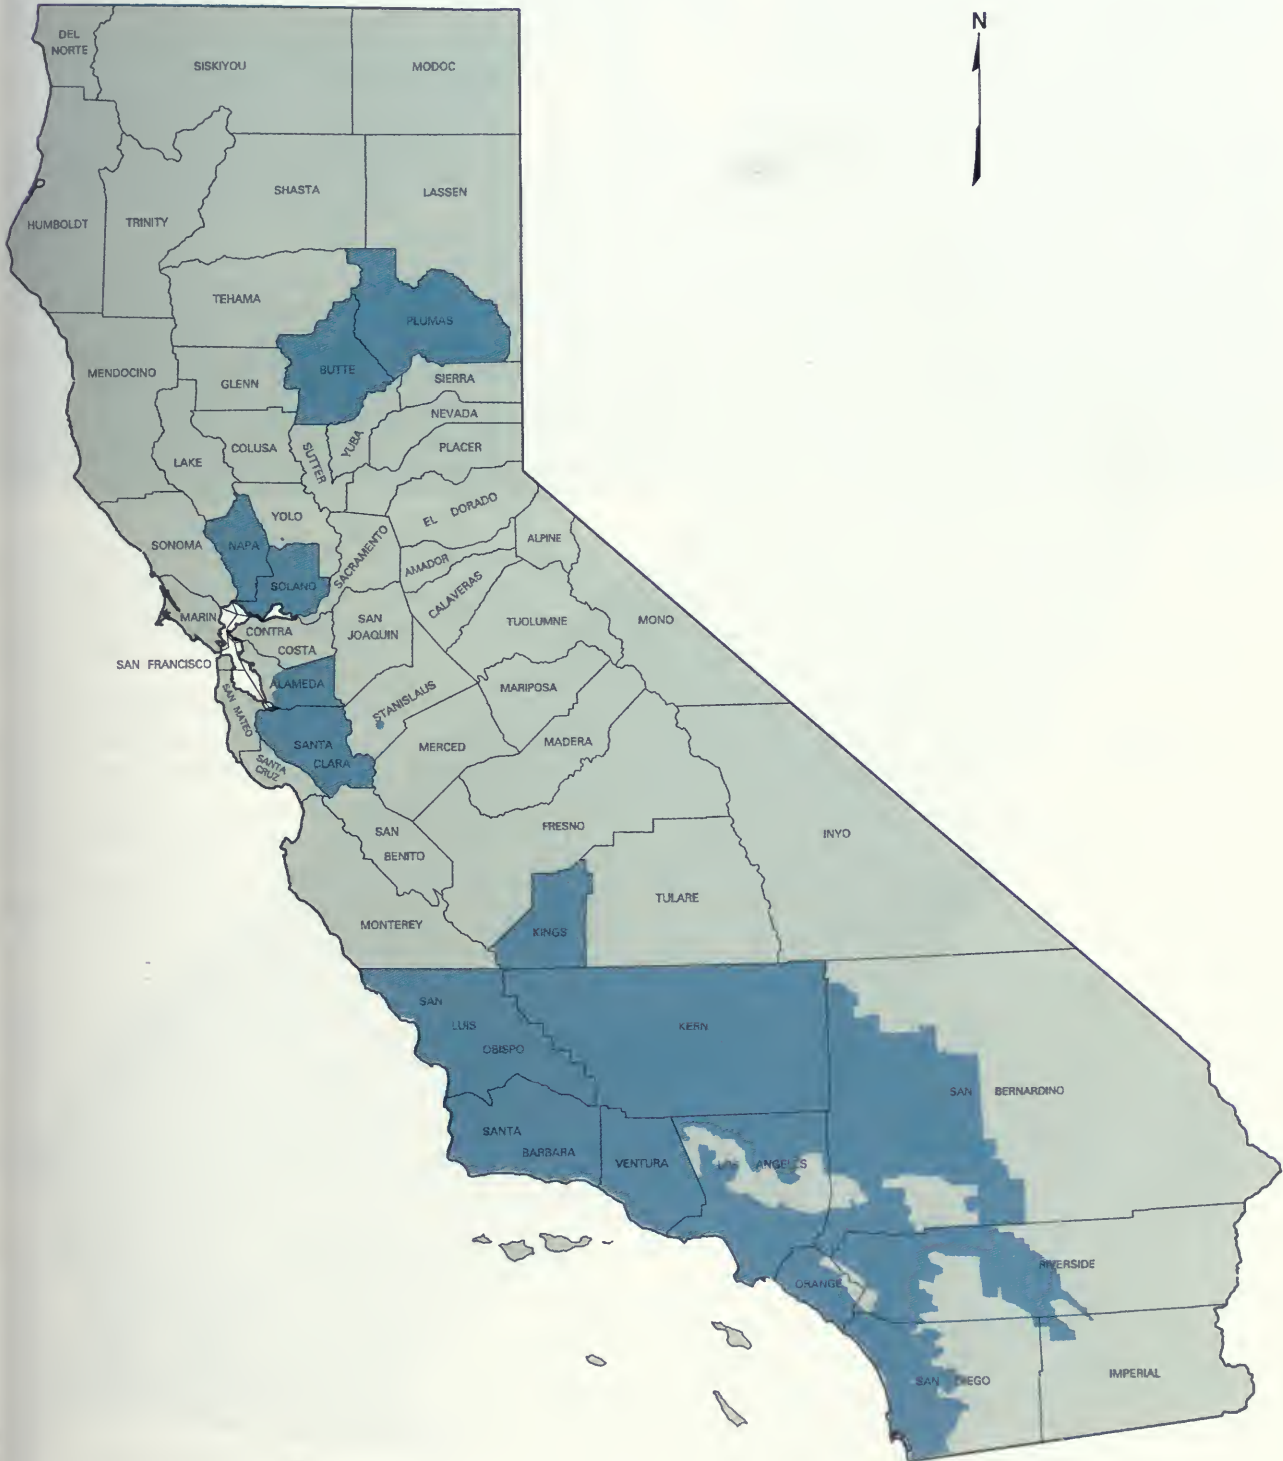 N
DEL
NORTE
SISKIYOU
MODOC
HUMBOLDT
TRINITY
SHASTA
LASSEN
TEHAMA
PLUMAS
BUTTE
MENDOCINO
GLENN
SIERRA
NEVADA
PLACER
LAKE
COLUSA
SUTTER
YUBA
YOLO
EL DORADO
SONOMA
NAPA
SOLANO
SACRAMENTO
AMADOR
ALPINE
CALAVERAS
MARIN
CONTRA
COSTA
SAN
JOAQUIN
TUOLUMNE
MONO
SAN FRANCISCO
ALAMEDA
SAN MATEO
STANISLAUS
MARIPOSA
SANTA
CLARA
SANTA
CRUZ
MERCED
MADERA
FRESNO
INYO
SAN
BENITO
TULARE
MONTEREY
KINGS
SAN
LUIS
OBISPO
KERN
SAN BERNARDINO
SANTA
BARBARA
VENTURA
LOS ANGELES
ORANGE
RIVERSIDE
SAN DIEGO
IMPERIAL